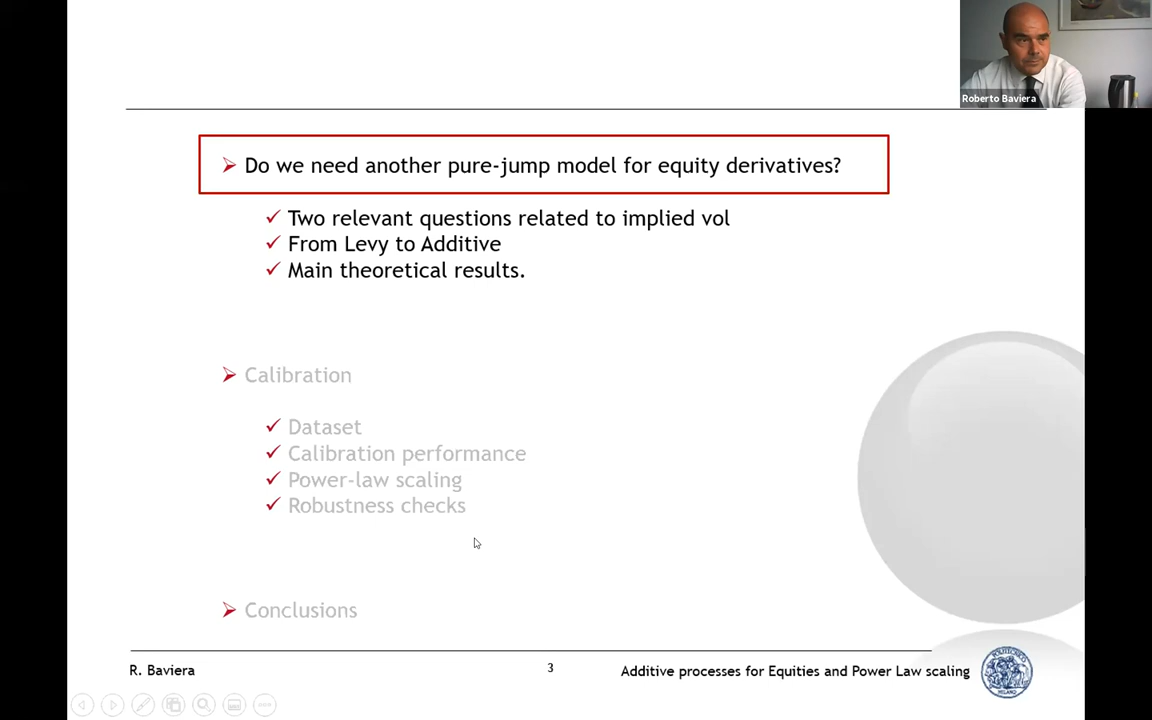 Roberto Baviera
Do we need another pure-jump model for equity derivatives?
Two relevant questions related to implied vol
From Levy to Additive
Main theoretical results.
Calibration
Dataset
Calibration performance
Power-law scaling
Robustness checks
Conclusions
R. Baviera
3
Additive processes for Equities and Power Law scaling
POLITECNICO
MILANO